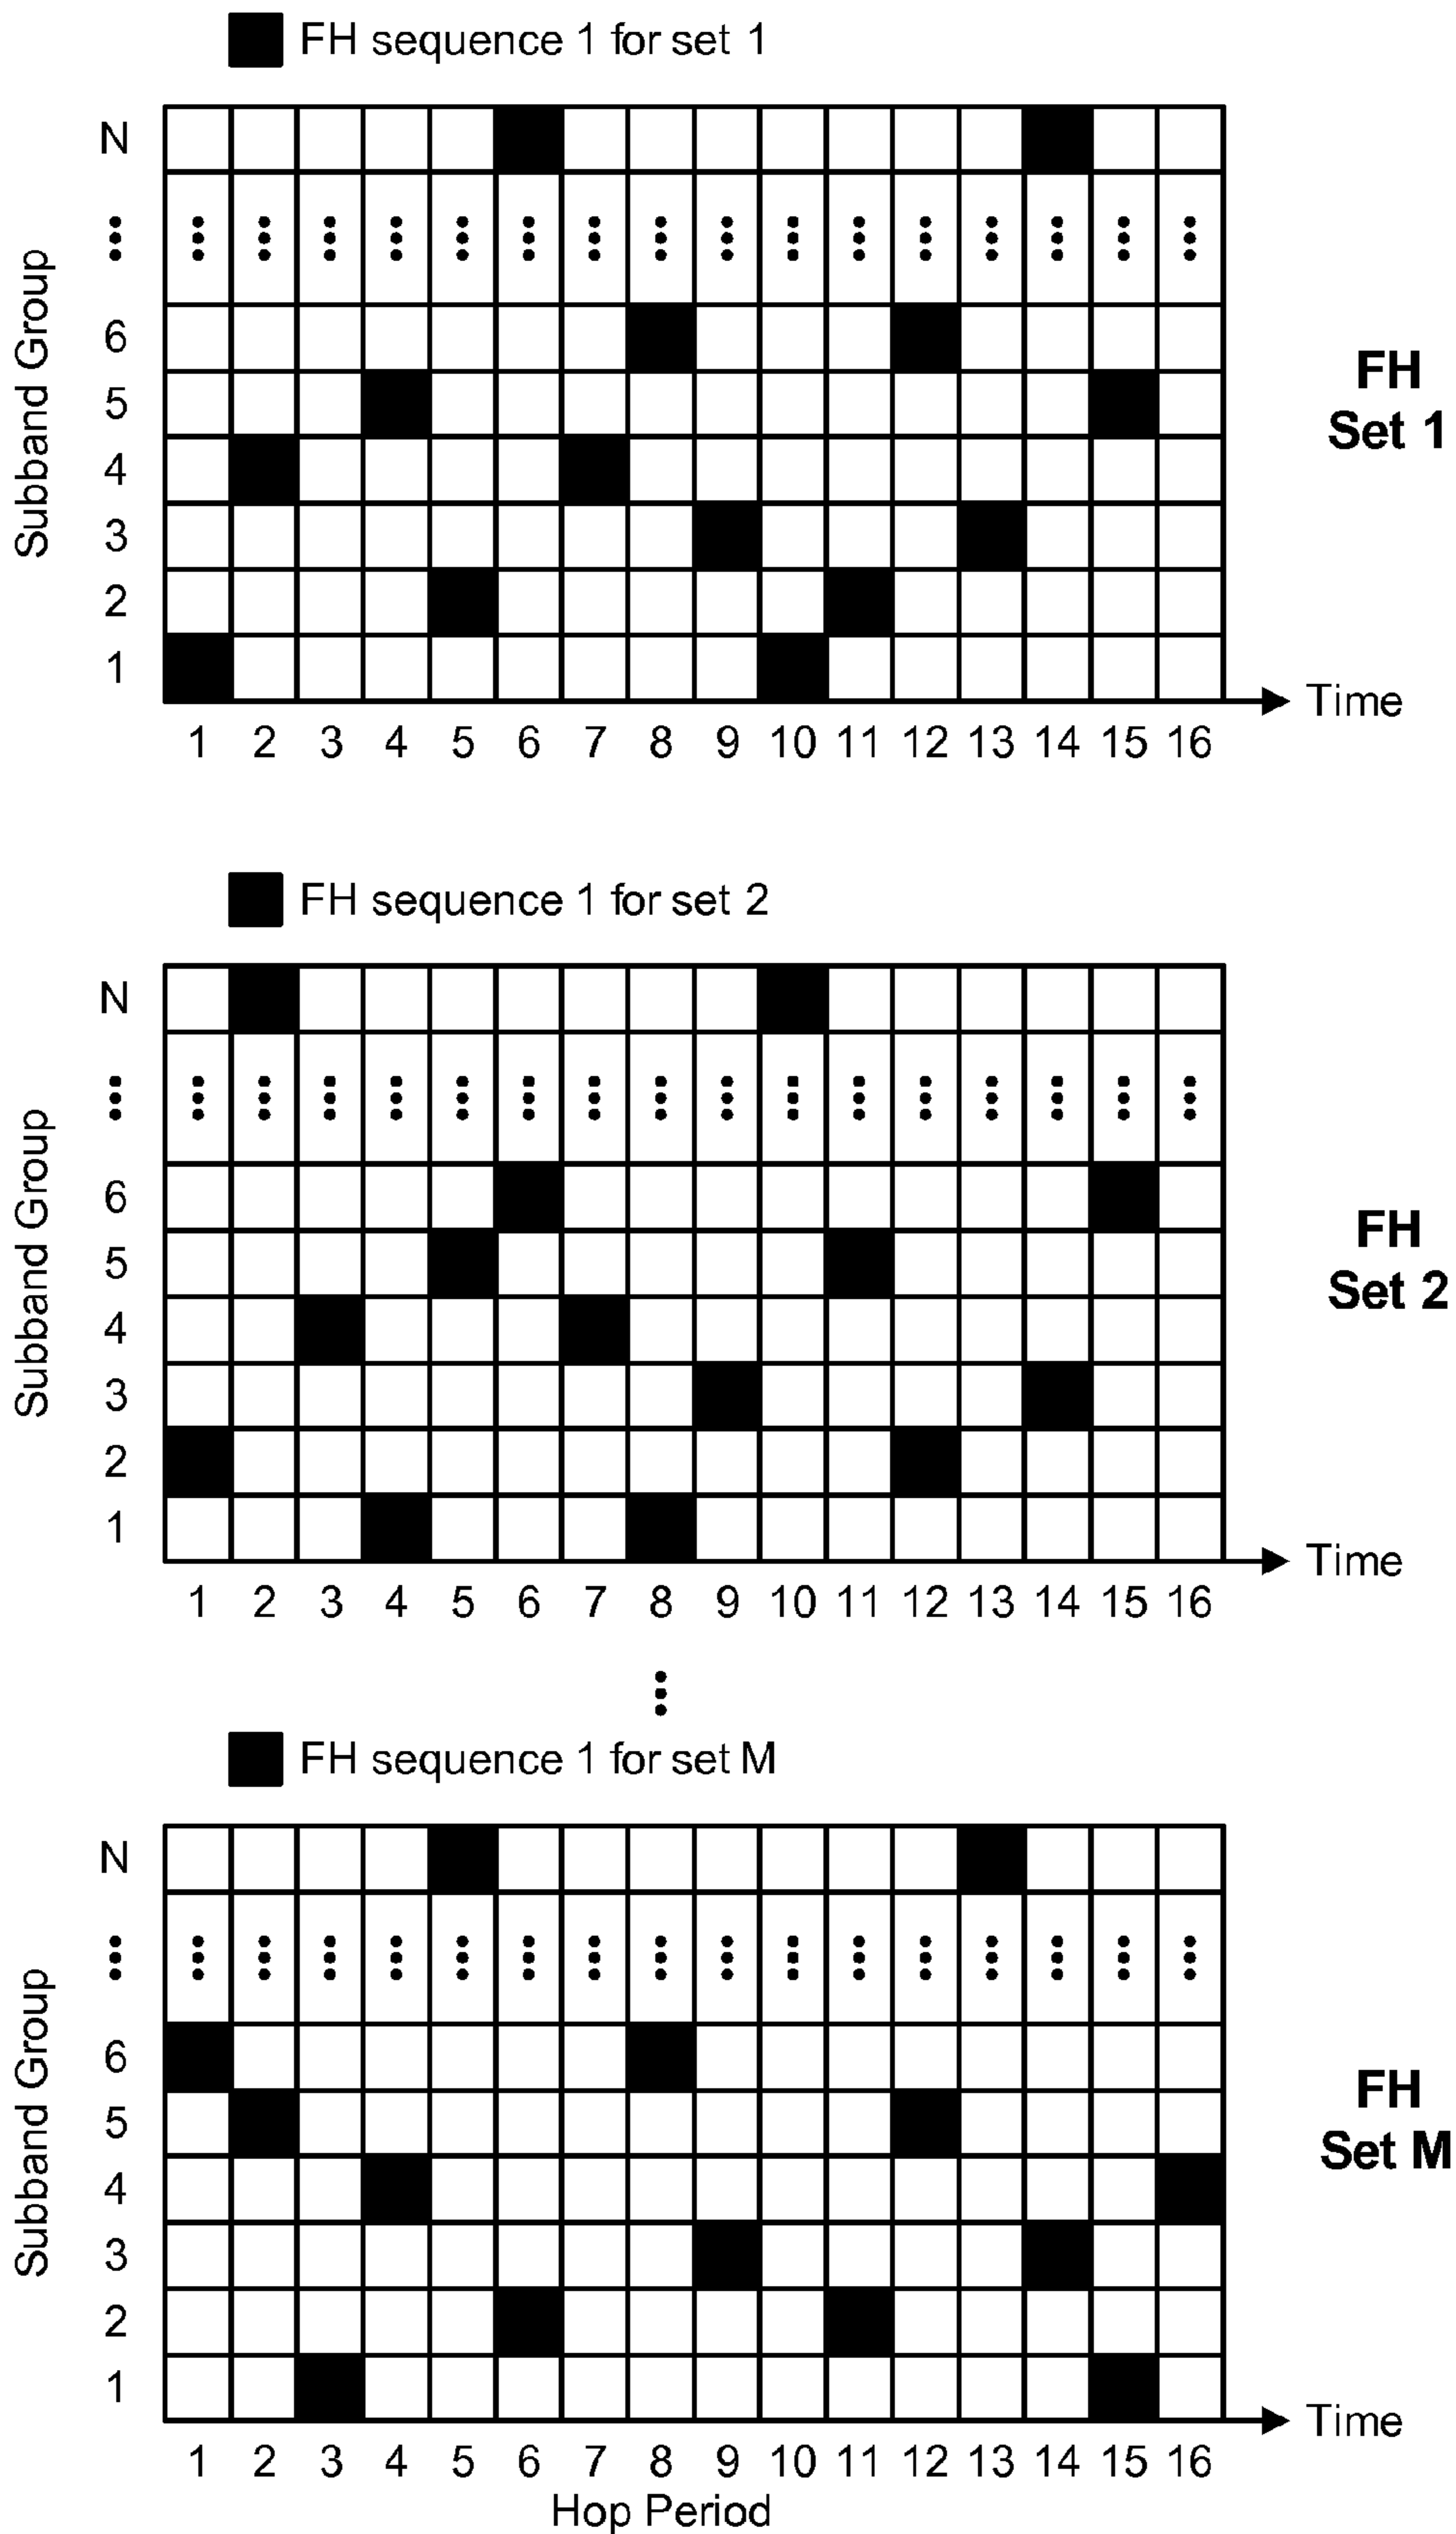 FH sequence 1 for set 1
Subband Group
N
6
5
4
3
2
1
FH
Set 1
Time
1 2 3 4 5 6 7 8 9 10 11 12 13 14 15 16
FH sequence 1 for set 2
Subband Group
N
6
5
4
3
2
1
FH
Set 2
Time
1 2 3 4 5 6 7 8 9 10 11 12 13 14 15 16
FH sequence 1 for set M
Subband Group
N
6
5
4
3
2
1
FH
Set M
Time
1 2 3 4 5 6 7 8 9 10 11 12 13 14 15 16
Hop Period